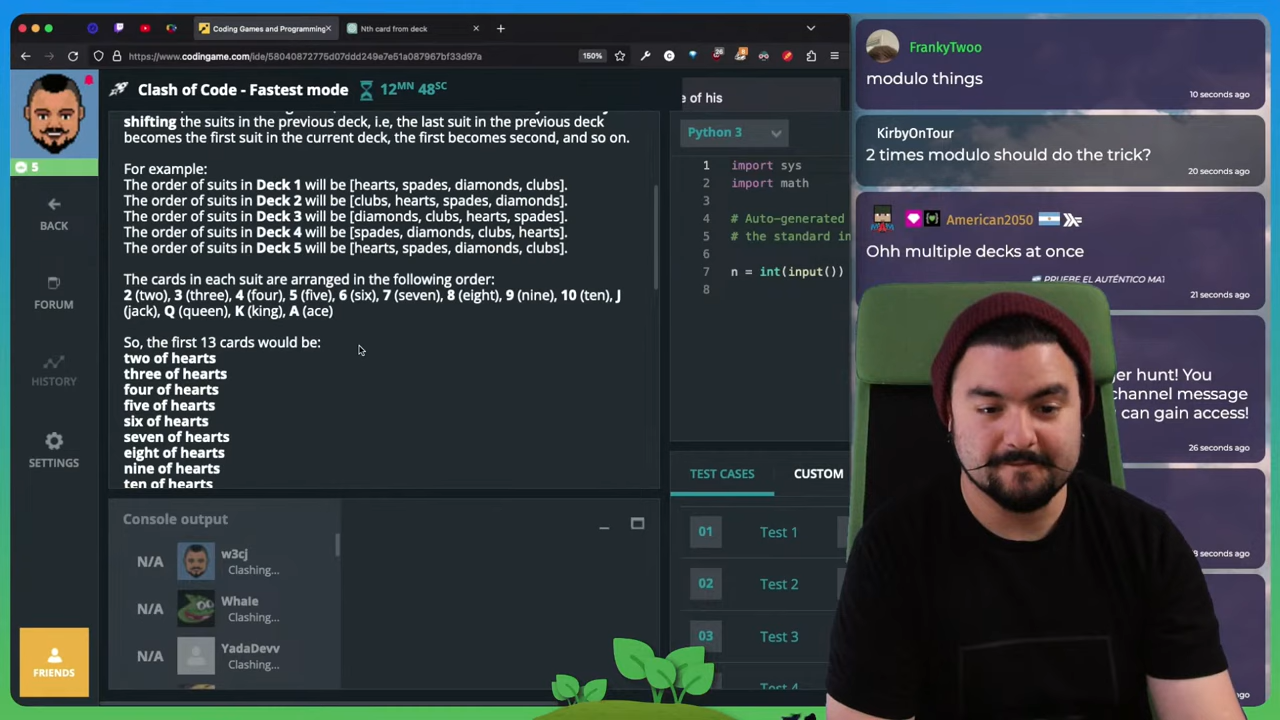 Coding Games and Programming
Nth card from deck
https://www.codingame.com/ide/58040872775d07ddd249e7e51a087967bf33d97a
150%
Clash of Code - Fastest mode
12MN 48SC
5
BACK
FORUM
HISTORY
SETTINGS
FRIENDS
shifting the suits in the previous deck, i.e, the last suit in the previous deck
becomes the first suit in the current deck, the first becomes second, and so on.
For example:
The order of suits in Deck 1 will be [hearts, spades, diamonds, clubs].
The order of suits in Deck 2 will be [clubs, hearts, spades, diamonds].
The order of suits in Deck 3 will be [diamonds, clubs, hearts, spades].
The order of suits in Deck 4 will be [spades, diamonds, clubs, hearts].
The order of suits in Deck 5 will be [hearts, spades, diamonds, clubs].
The cards in each suit are arranged in the following order:
2 (two), 3 (three), 4 (four), 5 (five), 6 (six), 7 (seven), 8 (eight), 9 (nine), 10 (ten), J
(jack), Q (queen), K (king), A (ace)
So, the first 13 cards would be:
two of hearts
three of hearts
four of hearts
five of hearts
six of hearts
seven of hearts
eight of hearts
nine of hearts
ten of hearts
Console output
N/A
w3cj
Clashing...
N/A
Whale
Clashing...
N/A
YadaDevv
Clashing...
e of his
Python 3
1 import sys
2 import math
3
4 # Auto-generated
5 # the standard in
6
7 n = int(input())
8
TEST CASES
CUSTOM
01 Test 1
02 Test 2
03 Test 3
Test 4
FrankyTwoo
modulo things
10 seconds ago
KirbyOnTour
2 times modulo should do the trick?
20 seconds ago
American2050
Ohh multiple decks at once
PRUEBE EL AUTÉNTICO MAT
21 seconds ago
er hunt! You
channel message
can gain access!
26 seconds ago
seconds ago